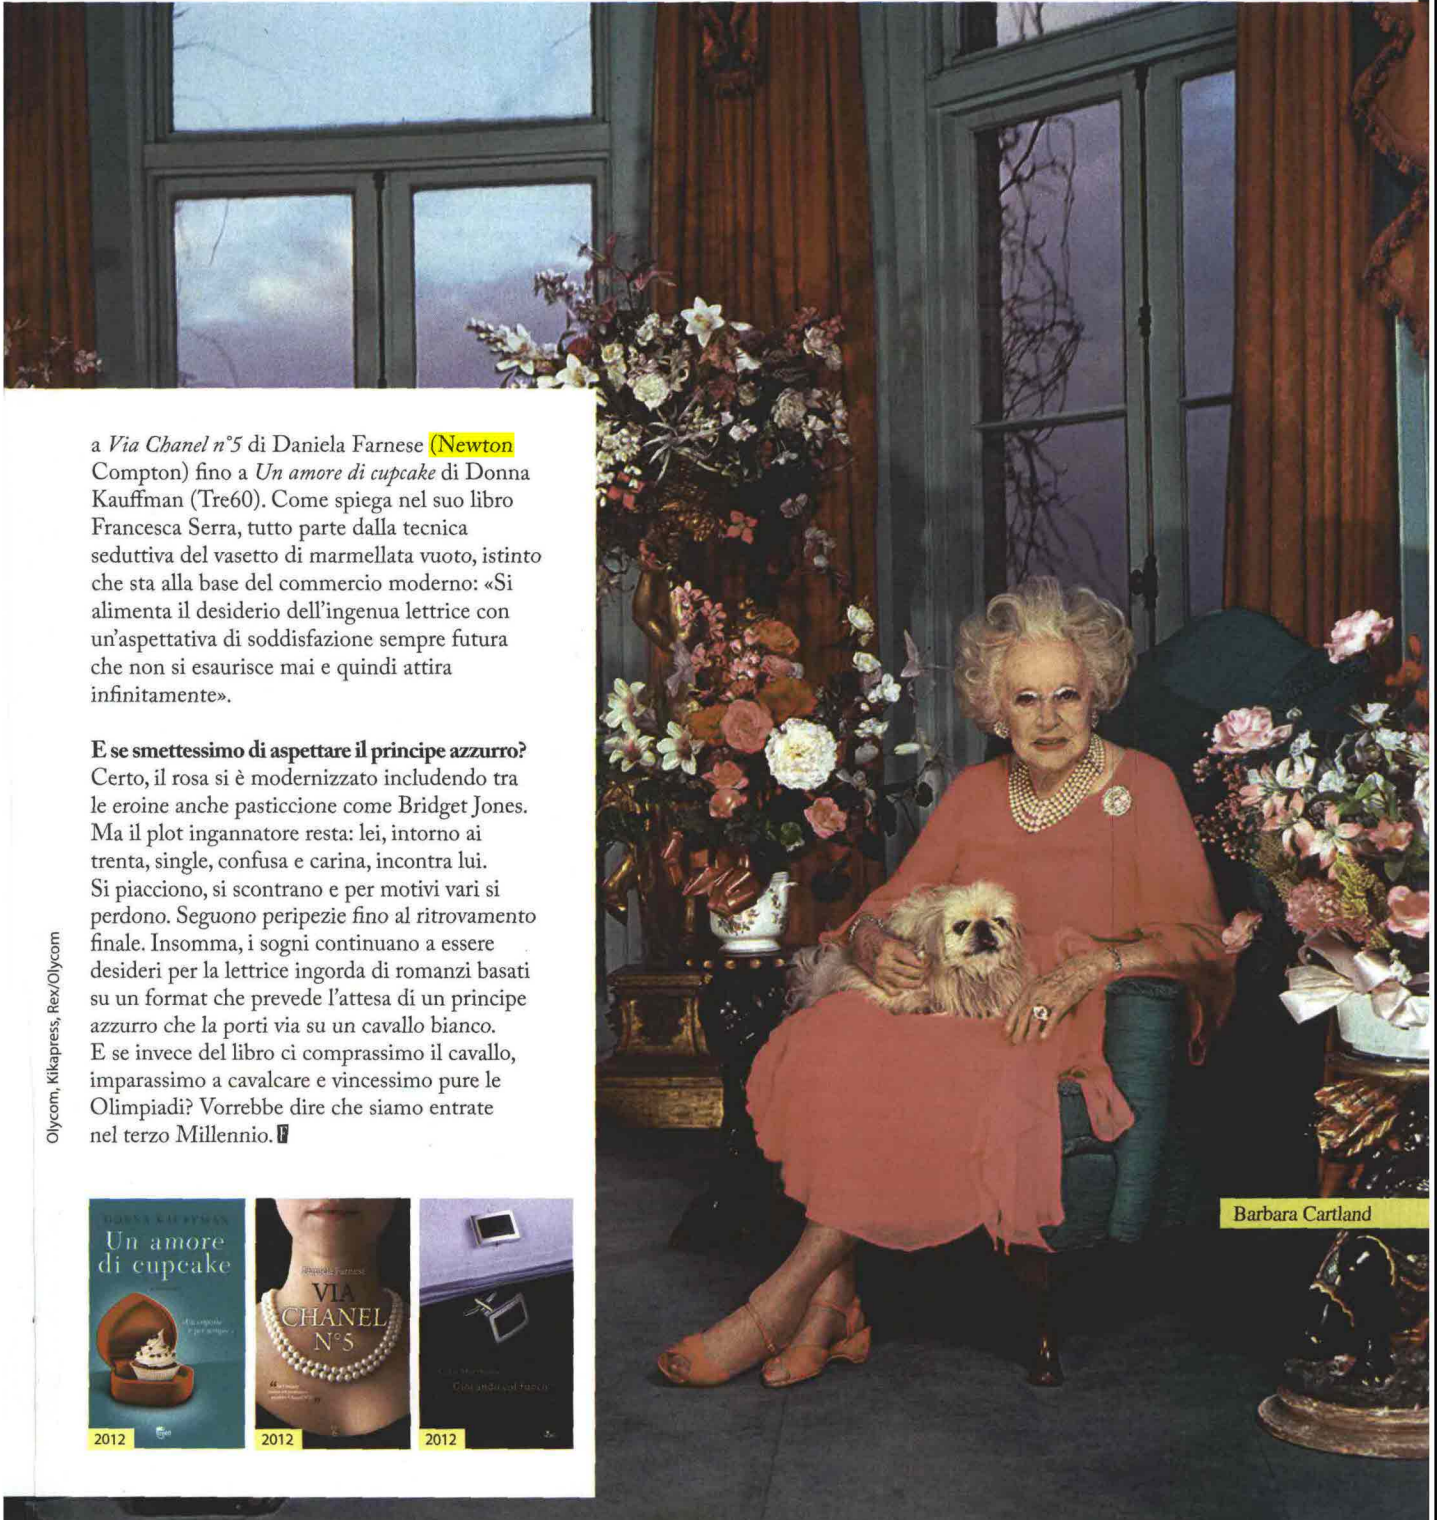 a Via Chanel n°5 di Daniela Farnese (Newton
Compton) fino a Un amore di cupcake di Donna
Kauffman (Tre60). Come spiega nel suo libro
Francesca Serra, tutto parte dalla tecnica
seduttiva del vasetto di marmellata vuoto, istinto
che sta alla base del commercio moderno: «Si
alimenta il desiderio dell'ingenua lettrice con
un'aspettativa di soddisfazione sempre futura
che non si esaurisce mai e quindi attira
infinitamente».
E se smettessimo di aspettare il principe azzurro?
Certo, il rosa si è modernizzato includendo tra
le eroine anche pasticcione come Bridget Jones.
Ma il plot ingannatore resta: lei, intorno ai
trenta, single, confusa e carina, incontra lui.
Si piacciono, si scontrano e per motivi vari si
perdono. Seguono peripezie fino al ritrovamento
finale. Insomma, i sogni continuano a essere
desideri per la lettrice ingorda di romanzi basati
su un format che prevede l'attesa di un principe
azzurro che la porti via su un cavallo bianco.
E se invece del libro ci comprassimo il cavallo,
imparassimo a cavalcare e vincessimo pure le
Olimpiadi? Vorrebbe dire che siamo entrate
nel terzo Millennio. F
Olycom, Kikapress, Rex/Olycom
DONNA KAUFFMAN
Un amore
di cupcake
2012
Daniela Farnese
VIA
CHANEL
N°5
2012
Giocando col fuoco
2012
Barbara Cartland